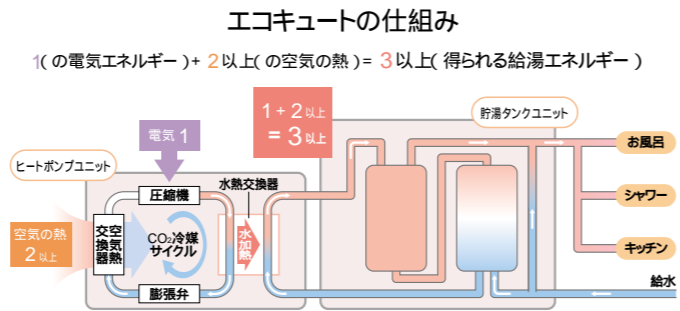 エコキュートの仕組み
1(の電気エネルギー)+ 2以上(の空気の熱)= 3以上(得られる給湯エネルギー)
1 + 2 以上
= 3 以上
貯湯タンクユニット
電気 1
お風呂
ヒートポンプユニット
水熱交換器
圧縮機
シャワー
空気の熱
2 以上
空気熱
交換器
CO₂冷媒
サイクル
水加熱
キッチン
給水
膨張弁